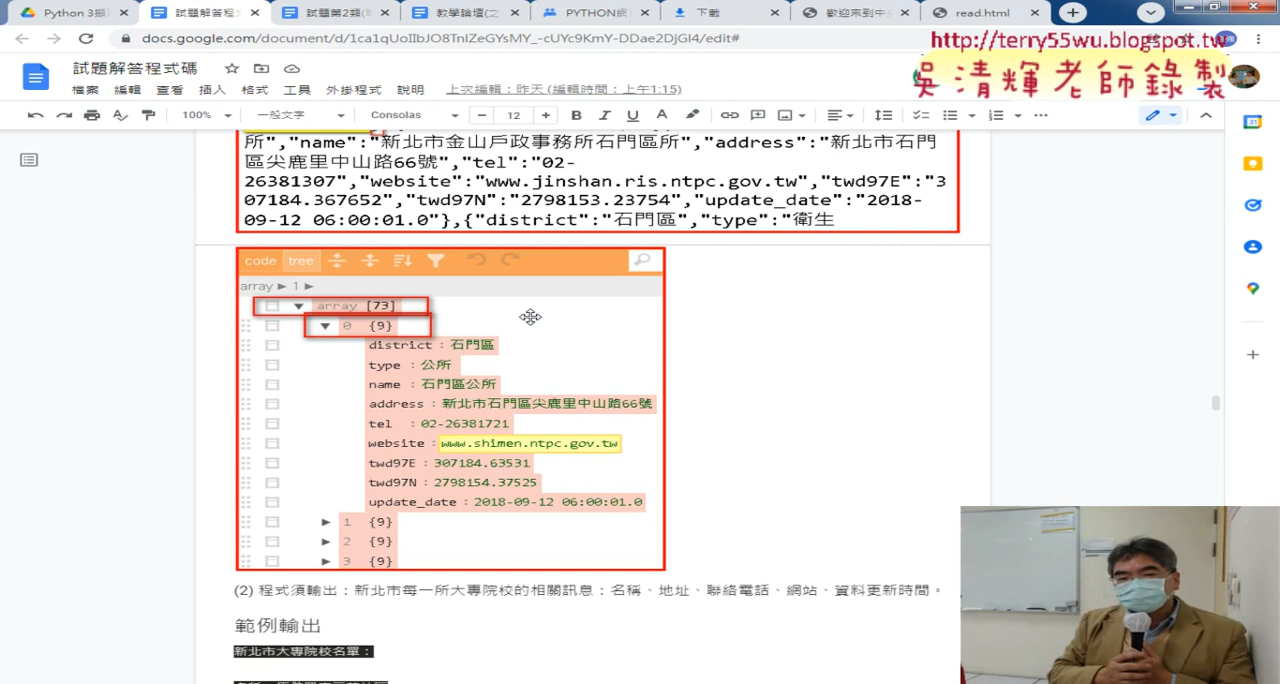 Python 3擷
試題解答程式
試題第2類(
教學論壇(之
PYTHON網
下載
歡迎來到中央
read.html
docs.google.com/document/d/1ca1qUoIIbJO8TnIZeGYsMY_-cUYc9KmY-DDae2DjGI4/edit#
http://terry55wu.blogspot.tw
吳清輝老師錄製
試題解答程式碼
檔案 編輯 查看 插入 格式 工具 外掛程式 說明 上次編輯：昨天 (編輯時間：上午1:15)
100% 一般文字 Consolas 12 B I U A
所","name":"新北市金山戶政事務所石門區所","address":"新北市石門
區尖鹿里中山路66號","tel":"02-
26381307","website":"www.jinshan.ris.ntpc.gov.tw","twd97E":"3
07184.367652","twd97N":"2798153.23754","update_date":"2018-
09-12 06:00:01.0"},{"district":"石門區","type":"衛生
code tree
array ► 1 ►
▼ array [73]
▼ 0 {9}
district : 石門區
type : 公所
name : 石門區公所
address : 新北市石門區尖鹿里中山路66號
tel : 02-26381721
website : www.shimen.ntpc.gov.tw
twd97E : 307184.63531
twd97N : 2798154.37525
update_date : 2018-09-12 06:00:01.0
► 1 {9}
► 2 {9}
► 3 {9}
(2) 程式須輸出：新北市每一所大專院校的相關訊息：名稱、地址、聯絡電話、網站、資料更新時間。
範例輸出
新北市大專院校名單：